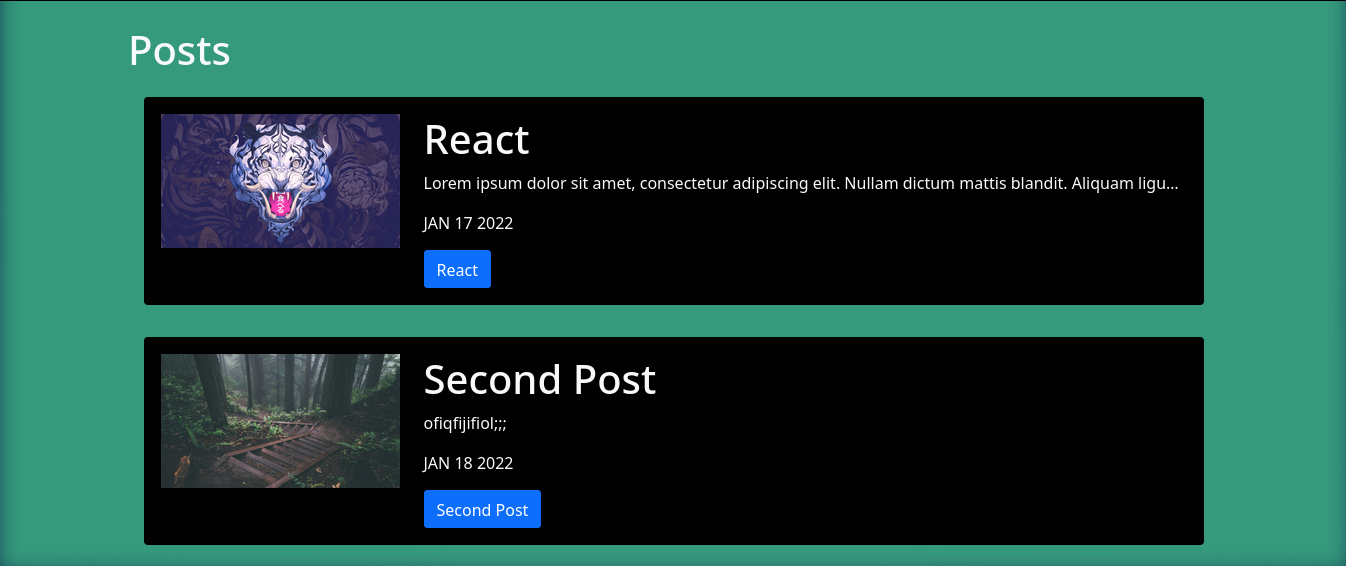 Posts
React
Lorem ipsum dolor sit amet, consectetur adipiscing elit. Nullam dictum mattis blandit. Aliquam ligu...
JAN 17 2022
React
Second Post
ofiqfijifiol;;;
JAN 18 2022
Second Post